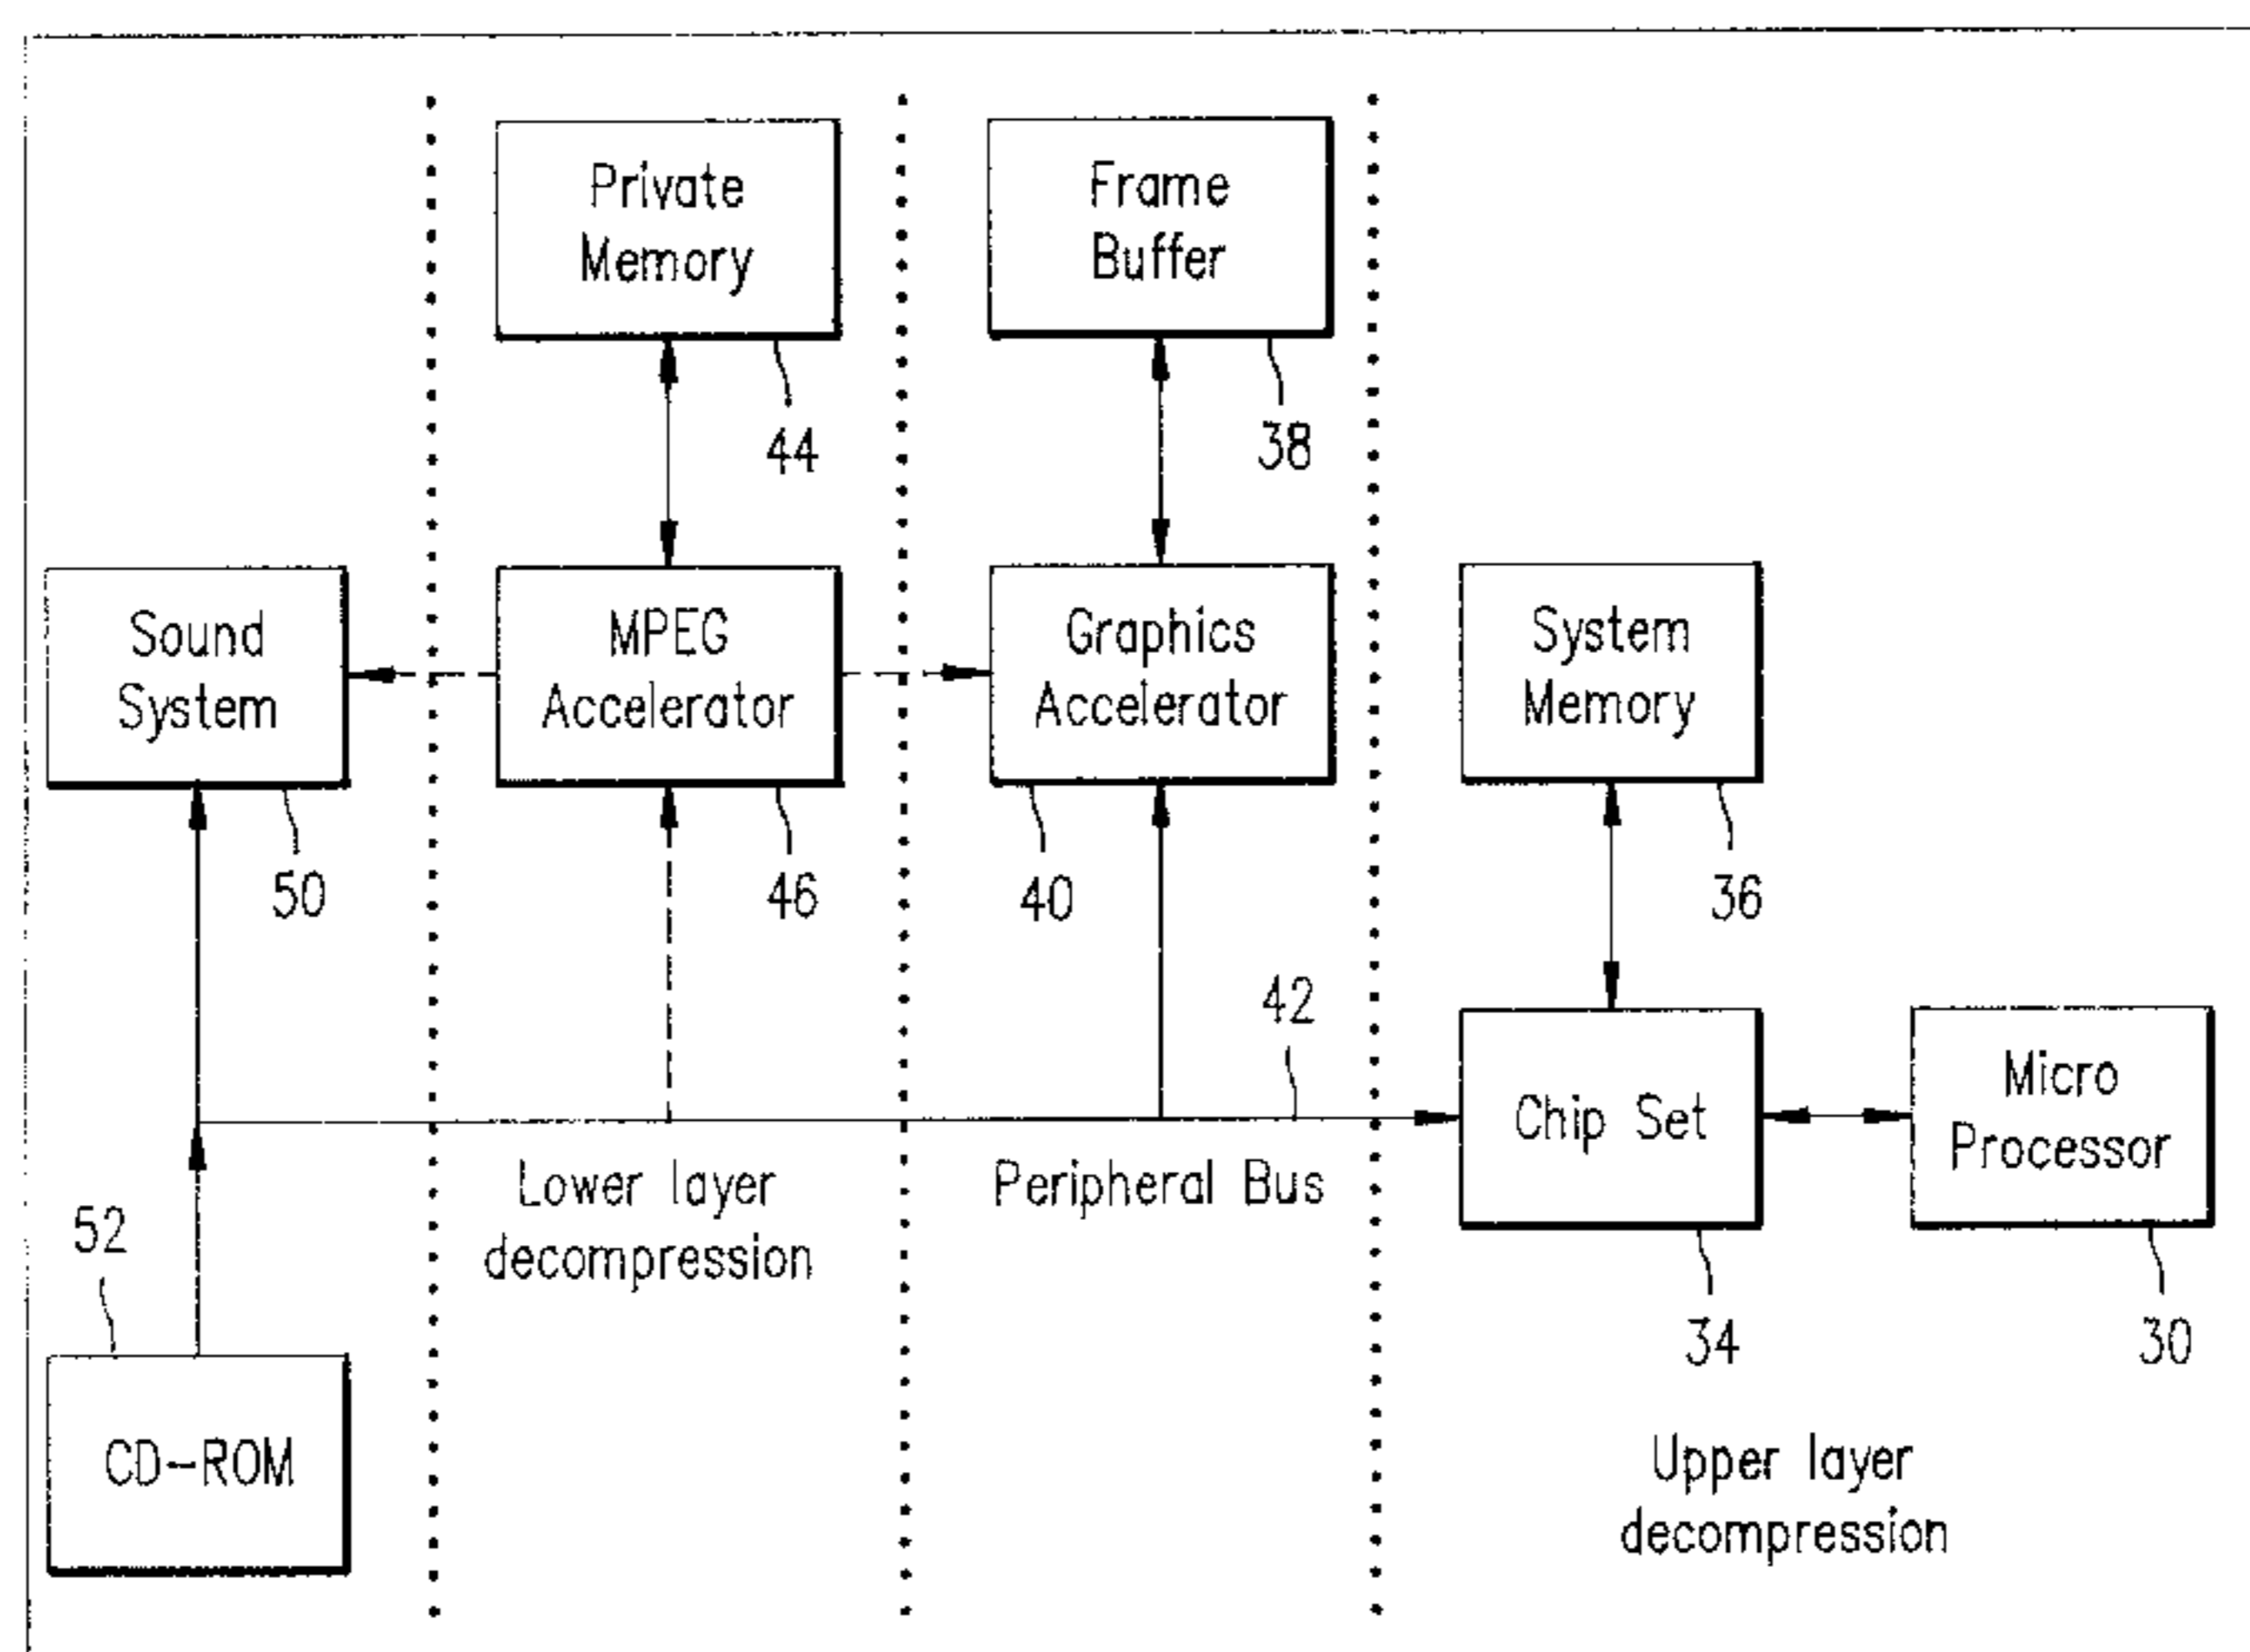 Private
Memory
44
Frame
Buffer
38
Sound
System
50
MPEG
Accelerator
46
Graphics
Accelerator
40
System
Memory
36
42
Chip Set
34
Micro
Processor
30
Lower layer
decompression
Peripheral Bus
52
CD-ROM
Upper layer
decompression